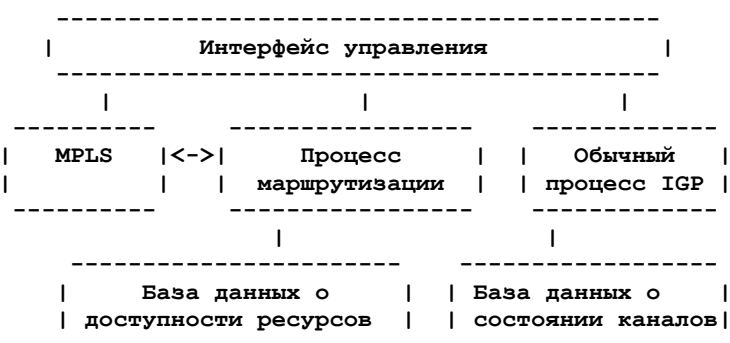 Интерфейс управления
MPLS <-> Процесс Обычный
маршрутизации процесс IGP
База данных о База данных о
доступности ресурсов состоянии каналов